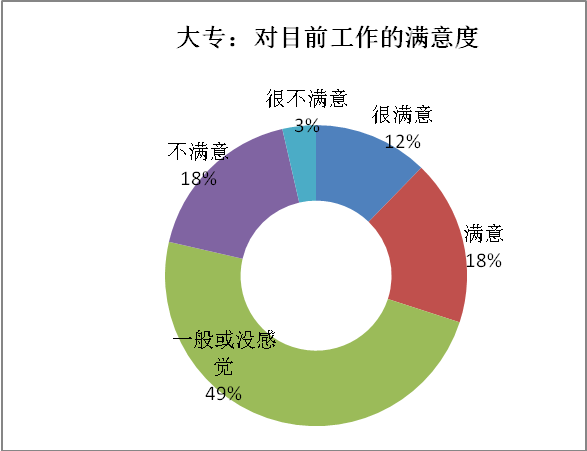 大专：对目前工作的满意度
很不满意
3%
很满意
12%
不满意
18%
满意
18%
一般或没感
觉
49%